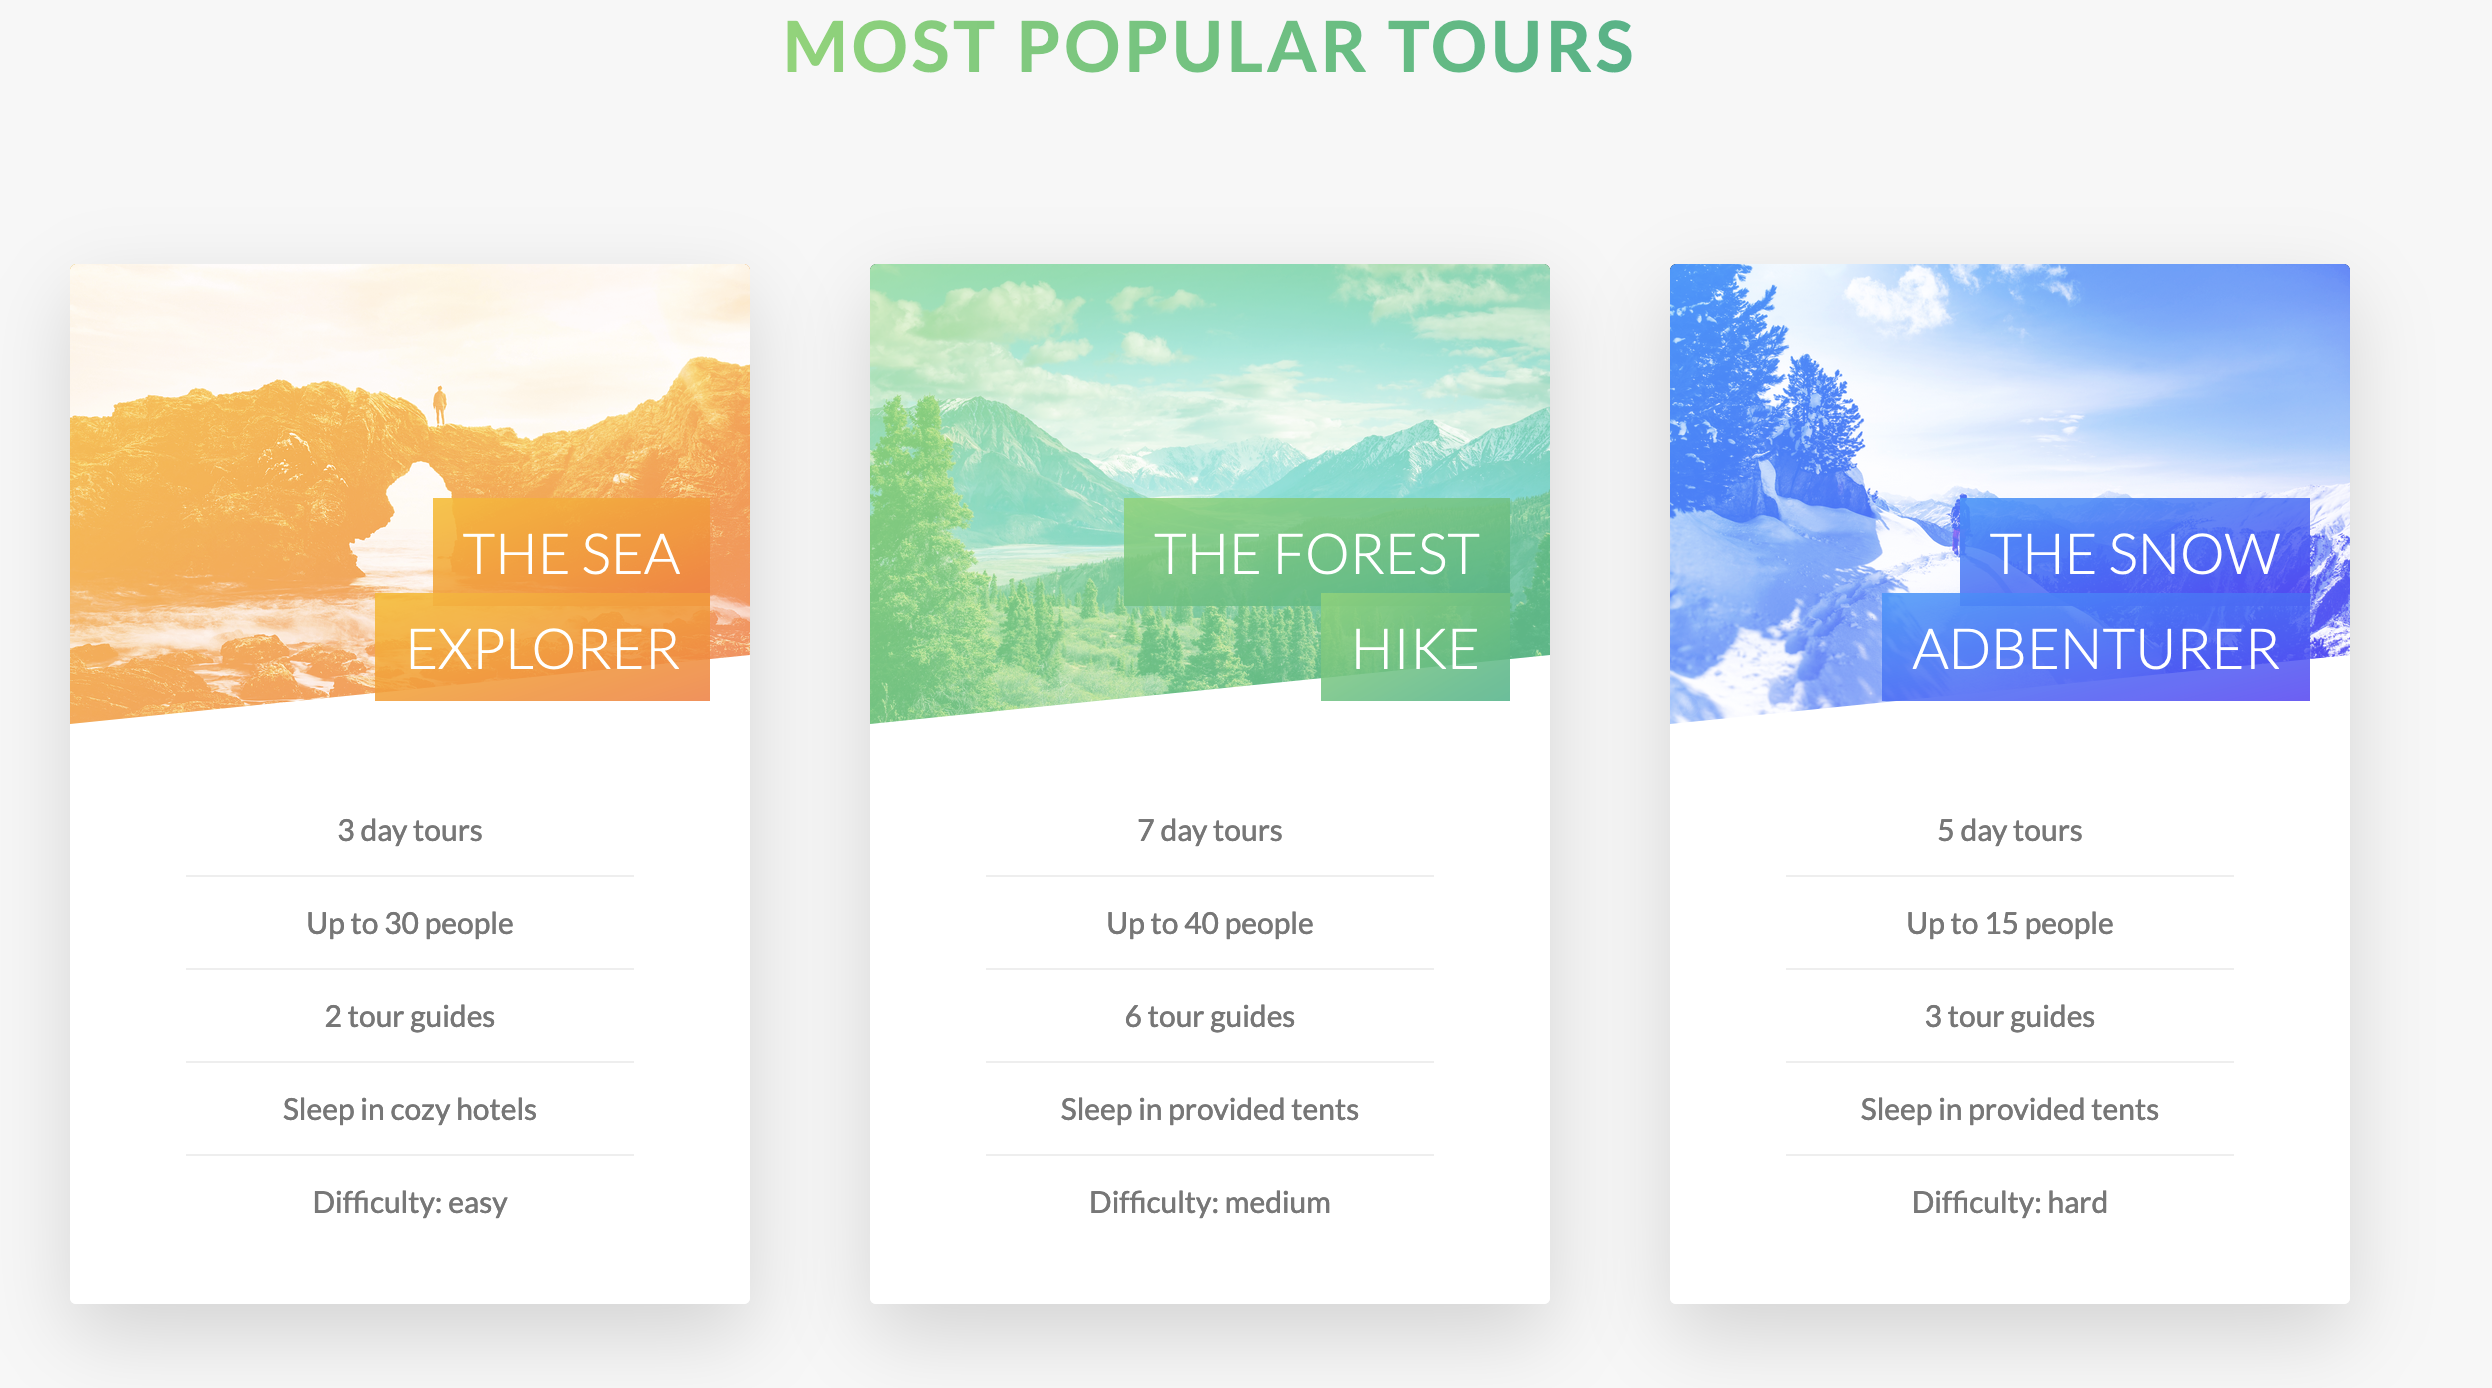 MOST POPULAR TOURS
THE SEA
EXPLORER
3 day tours
Up to 30 people
2 tour guides
Sleep in cozy hotels
Difficulty: easy
THE FOREST
HIKE
7 day tours
Up to 40 people
6 tour guides
Sleep in provided tents
Difficulty: medium
THE SNOW
ADBENTURER
5 day tours
Up to 15 people
3 tour guides
Sleep in provided tents
Difficulty: hard